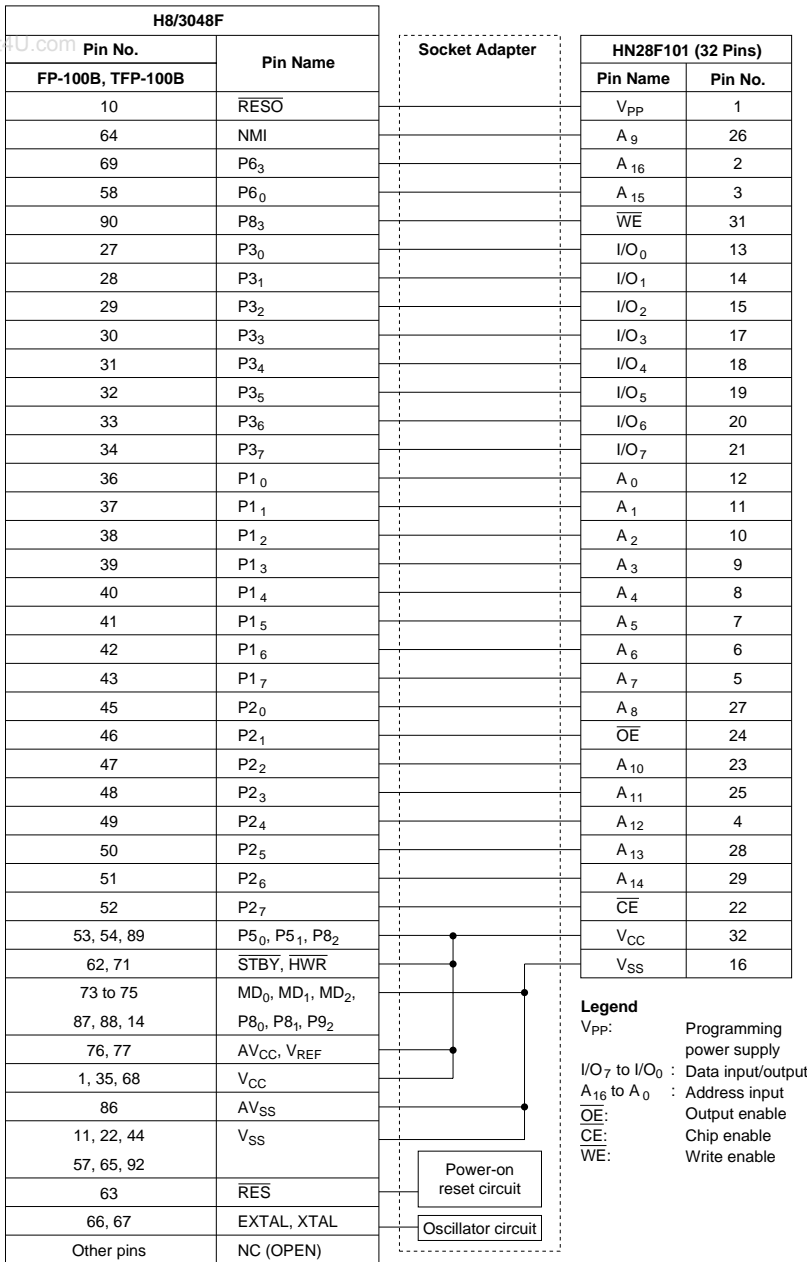 H8/3048F
4U.com
Pin No. Pin Name Socket Adapter HN28F101 (32 Pins)
FP-100B, TFP-100B Pin Name Pin No.
10 R̅E̅S̅O̅ VPP 1
64 NMI A9 26
69 P63 A16 2
58 P60 A15 3
90 P83 W̅E̅ 31
27 P30 I/O0 13
28 P31 I/O1 14
29 P32 I/O2 15
30 P33 I/O3 17
31 P34 I/O4 18
32 P35 I/O5 19
33 P36 I/O6 20
34 P37 I/O7 21
36 P10 A0 12
37 P11 A1 11
38 P12 A2 10
39 P13 A3 9
40 P14 A4 8
41 P15 A5 7
42 P16 A6 6
43 P17 A7 5
45 P20 A8 27
46 P21 O̅E̅ 24
47 P22 A10 23
48 P23 A11 25
49 P24 A12 4
50 P25 A13 28
51 P26 A14 29
52 P27 C̅E̅ 22
53, 54, 89 P50, P51, P82 VCC 32
62, 71 S̅T̅B̅Y̅, H̅W̅R̅ VSS 16
73 to 75 MD0, MD1, MD2,
87, 88, 14 P80, P81, P92
76, 77 AVCC, VREF
1, 35, 68 VCC
86 AVSS
11, 22, 44 VSS
57, 65, 92
63 R̅E̅S̅
66, 67 EXTAL, XTAL
Other pins NC (OPEN)
Power-on
reset circuit
Oscillator circuit
Legend
VPP: Programming
power supply
I/O7 to I/O0 : Data input/output
A16 to A0 : Address input
O̅E̅: Output enable
C̅E̅: Chip enable
W̅E̅: Write enable